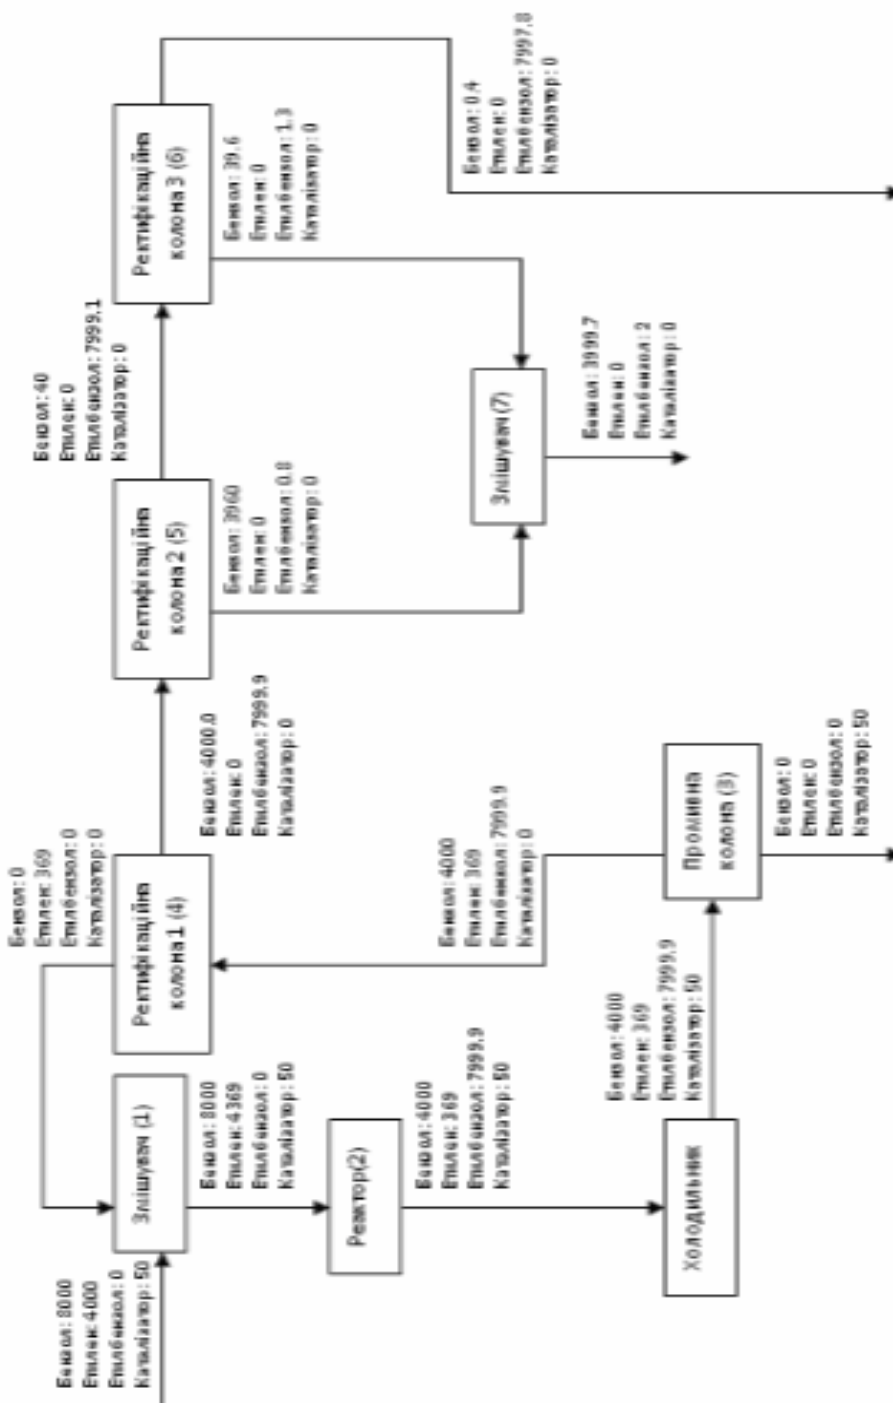 Бензол: 8000
Етилен: 4000
Етилбензол: 0
Каталізатор: 50
Змішувач (1)
Бензол: 0
Етилен: 369
Етилбензол: 0
Каталізатор: 0
Ректифікаційна
колона1 (4)
Бензол: 4000.0
Етилен: 0
Етилбензол: 7999.9
Каталізатор: 0
Ректифікаційна
колона 2 (5)
Бензол: 40
Етилен: 0
Етилбензол: 7999.1
Каталізатор: 0
Ректифікаційна
колона 3 (6)
Бензол: 8000
Етилен: 4369
Етилбензол: 0
Каталізатор: 50
Бензол: 3960
Етилен: 0
Етилбензол: 0.8
Каталізатор: 0
Бензол: 39.6
Етилен: 0
Етилбензол: 1.3
Каталізатор: 0
Реактор(2)
Бензол: 4000
Етилен: 369
Етилбензол: 7999.9
Каталізатор: 50
Бензол: 4000
Етилен: 369
Етилбензол: 7999.9
Каталізатор: 0
Змішувач (7)
Бензол: 0.4
Етилен: 0
Етилбензол: 7997.8
Каталізатор: 0
Бензол: 3999.7
Етилен: 0
Етилбензол: 2
Каталізатор: 0
Холодильник
Бензол: 4000
Етилен: 369
Етилбензол: 7999.9
Каталізатор: 50
Промивна
колона (3)
Бензол: 0
Етилен: 0
Етилбензол: 0
Каталізатор: 50